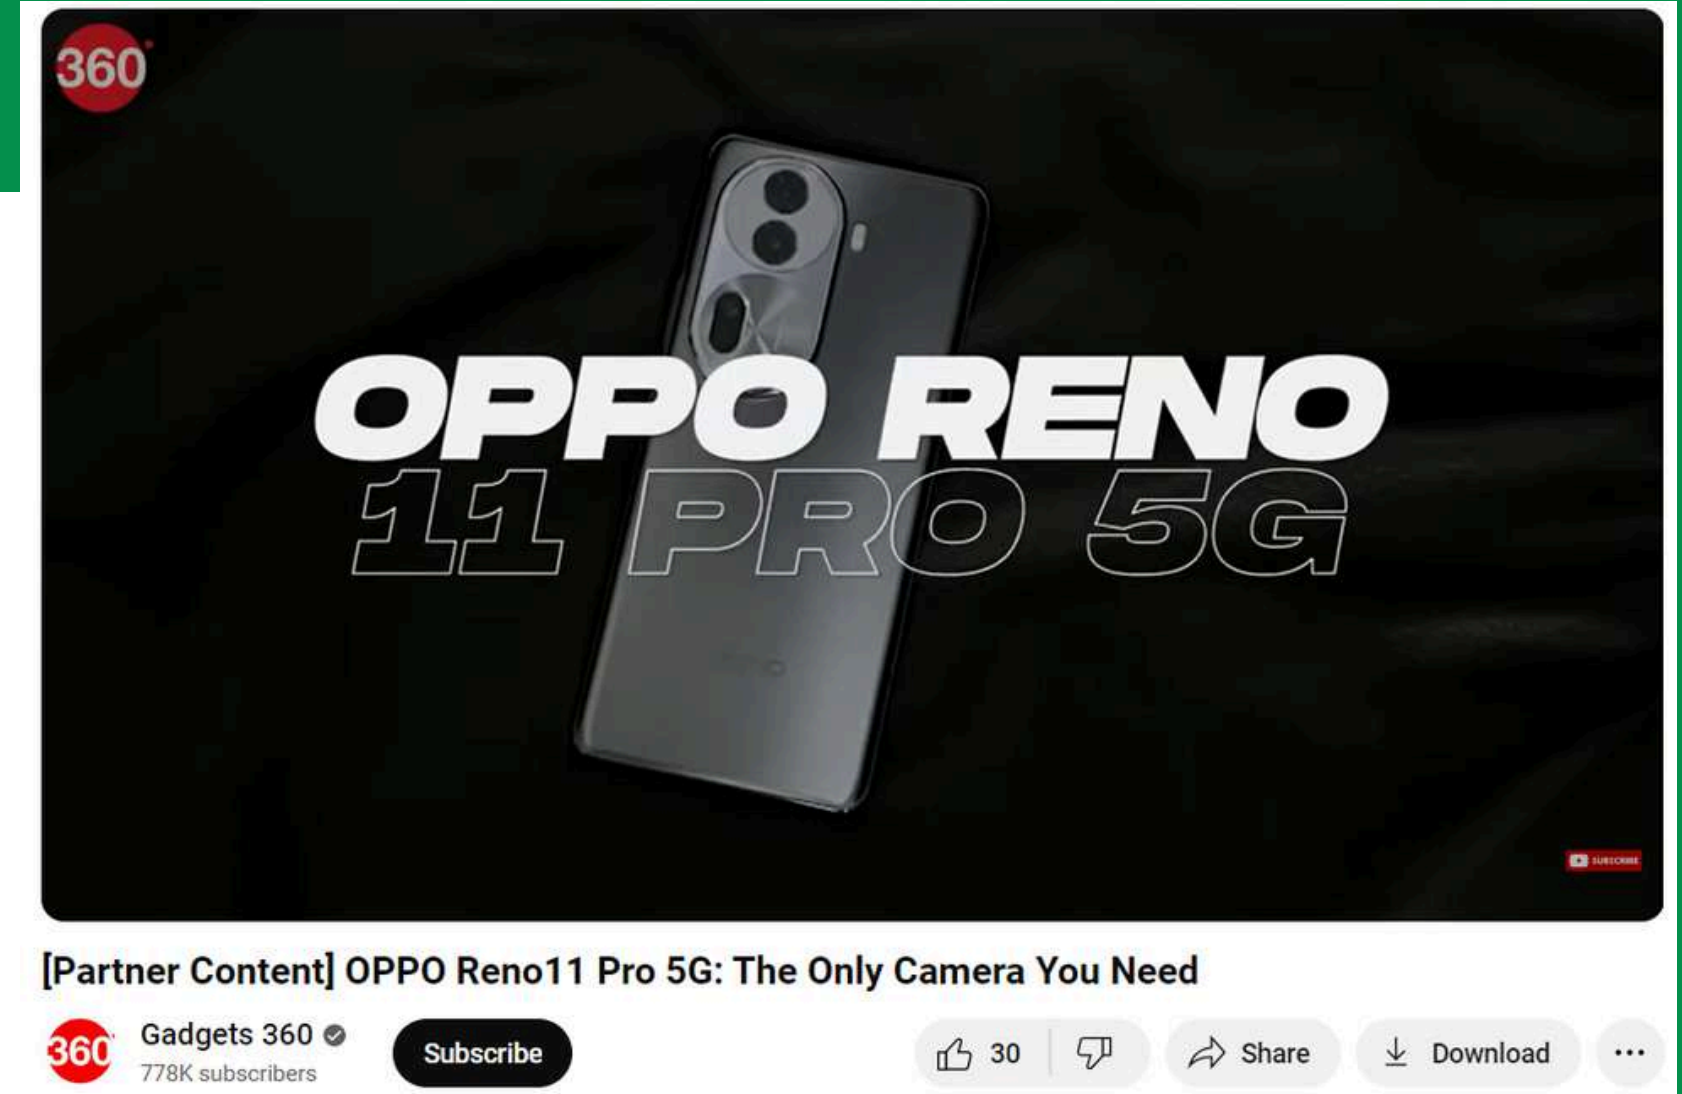 360
OPPO RENO
11 PRO 5G
SUBSCRIBE
[Partner Content] OPPO Reno11 Pro 5G: The Only Camera You Need
360
Gadgets 360
778K subscribers
Subscribe
30
Share
Download